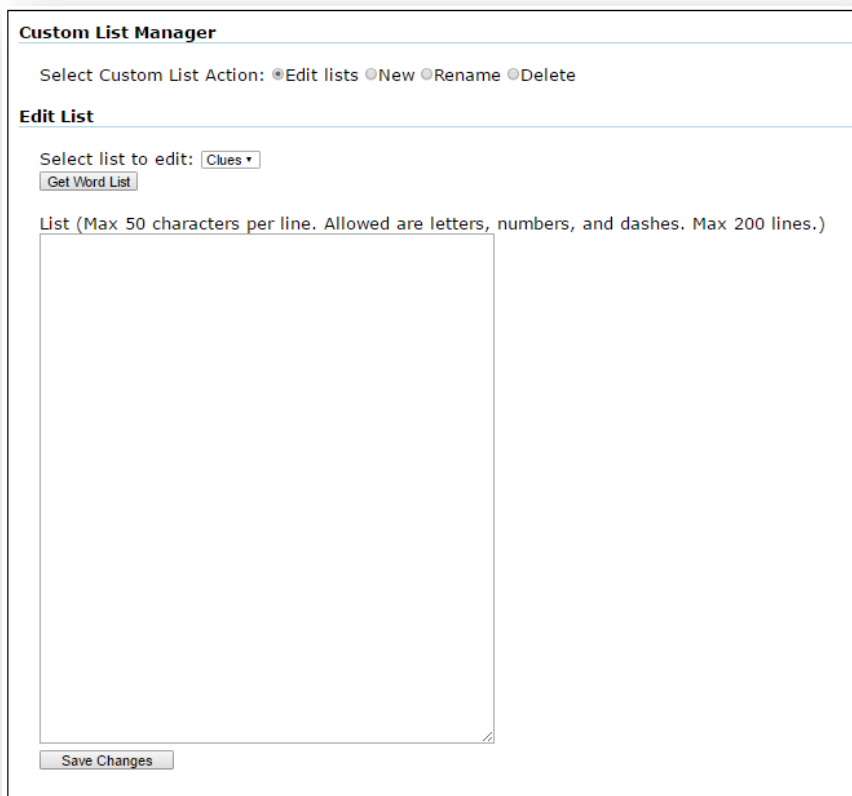 Custom List Manager
Select Custom List Action: Edit lists New Rename Delete
Edit List
Select list to edit: Clues
Get Word List
List (Max 50 characters per line. Allowed are letters, numbers, and dashes. Max 200 lines.)
Save Changes